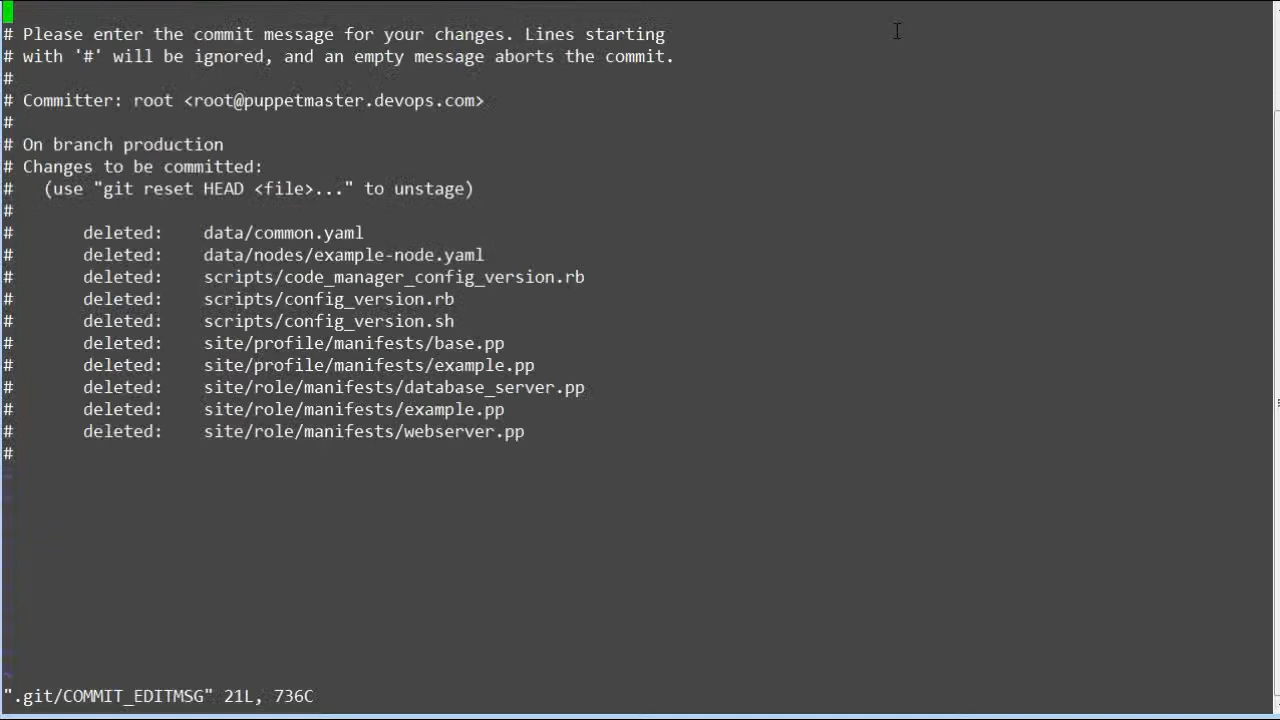 # Please enter the commit message for your changes. Lines starting
# with '#' will be ignored, and an empty message aborts the commit.
#
# Committer: root <root@puppetmaster.devops.com>
#
# On branch production
# Changes to be committed:
#   (use "git reset HEAD <file>..." to unstage)
#
#       deleted:    data/common.yaml
#       deleted:    data/nodes/example-node.yaml
#       deleted:    scripts/code_manager_config_version.rb
#       deleted:    scripts/config_version.rb
#       deleted:    scripts/config_version.sh
#       deleted:    site/profile/manifests/base.pp
#       deleted:    site/profile/manifests/example.pp
#       deleted:    site/role/manifests/database_server.pp
#       deleted:    site/role/manifests/example.pp
#       deleted:    site/role/manifests/webserver.pp
#
~
".git/COMMIT_EDITMSG" 21L, 736C